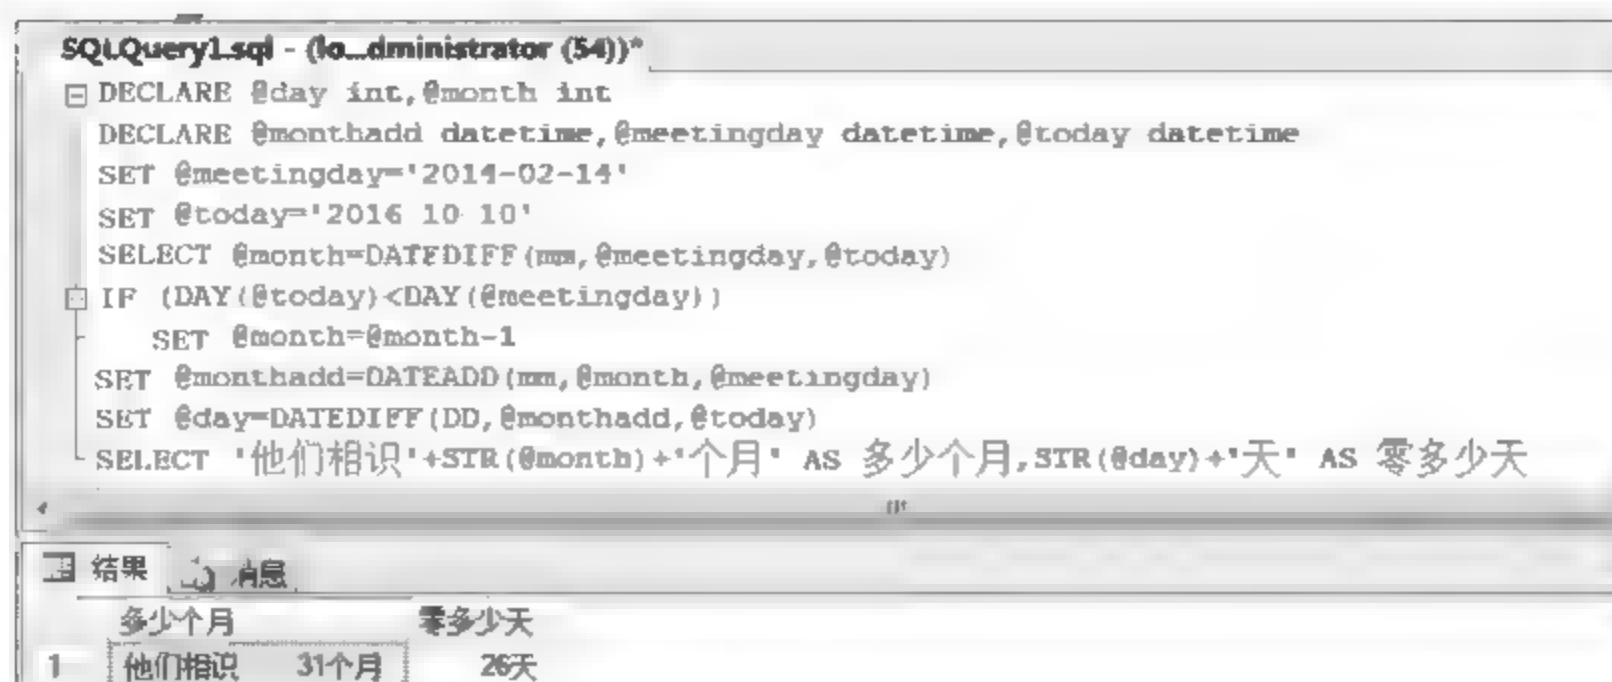 SQLQuery1.sql - (lo...dministrator (54))*
DECLARE @day int,@month int
DECLARE @monthadd datetime,@meetingday datetime,@today datetime
SET @meetingday='2014-02-14'
SET @today='2016 10 10'
SELECT @month=DATEDIFF(mm,@meetingday,@today)
IF (DAY(@today)<DAY(@meetingday))
SET @month=@month-1
SET @monthadd=DATEADD(mm,@month,@meetingday)
SET @day=DATEDIFF(DD,@monthadd,@today)
SELECT '他们相识'+STR(@month)+'个月' AS 多少个月,STR(@day)+'天' AS 零多少天
结果 消息
多少个月 零多少天
1 他们相识 31个月 26天